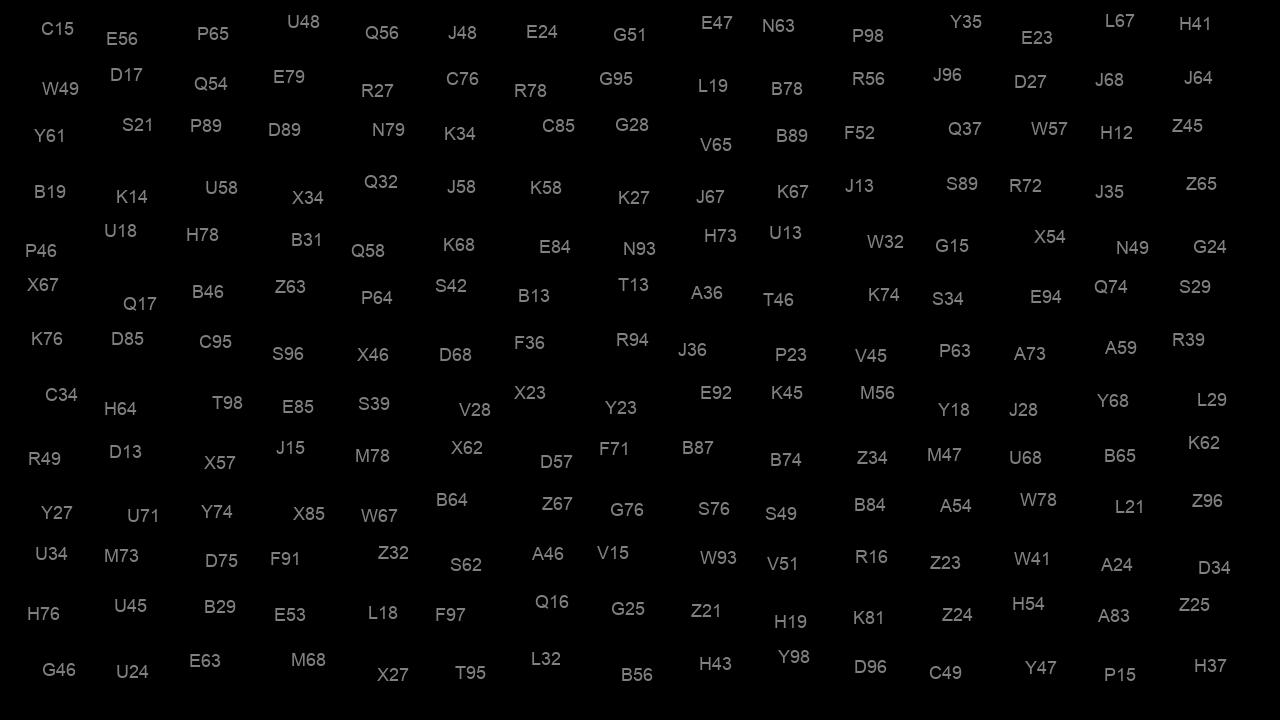 C15 E56 P65 U48 Q56 J48 E24 G51 E47 N63 P98 Y35 E23 L67 H41
W49 D17 Q54 E79 R27 C76 R78 G95 L19 B78 R56 J96 D27 J68 J64
Y61 S21 P89 D89 N79 K34 C85 G28 V65 B89 F52 Q37 W57 H12 Z45
B19 K14 U58 X34 Q32 J58 K58 K27 J67 K67 J13 S89 R72 J35 Z65
P46 U18 H78 B31 Q58 K68 E84 N93 H73 U13 W32 G15 X54 N49 G24
X67 Q17 B46 Z63 P64 S42 B13 T13 A36 T46 K74 S34 E94 Q74 S29
K76 D85 C95 S96 X46 D68 F36 R94 J36 P23 V45 P63 A73 A59 R39
C34 H64 T98 E85 S39 V28 X23 Y23 E92 K45 M56 Y18 J28 Y68 L29
R49 D13 X57 J15 M78 X62 D57 F71 B87 B74 Z34 M47 U68 B65 K62
Y27 U71 Y74 X85 W67 B64 Z67 G76 S76 S49 B84 A54 W78 L21 Z96
U34 M73 D75 F91 Z32 S62 A46 V15 W93 V51 R16 Z23 W41 A24 D34
H76 U45 B29 E53 L18 F97 Q16 G25 Z21 H19 K81 Z24 H54 A83 Z25
G46 U24 E63 M68 X27 T95 L32 B56 H43 Y98 D96 C49 Y47 P15 H37